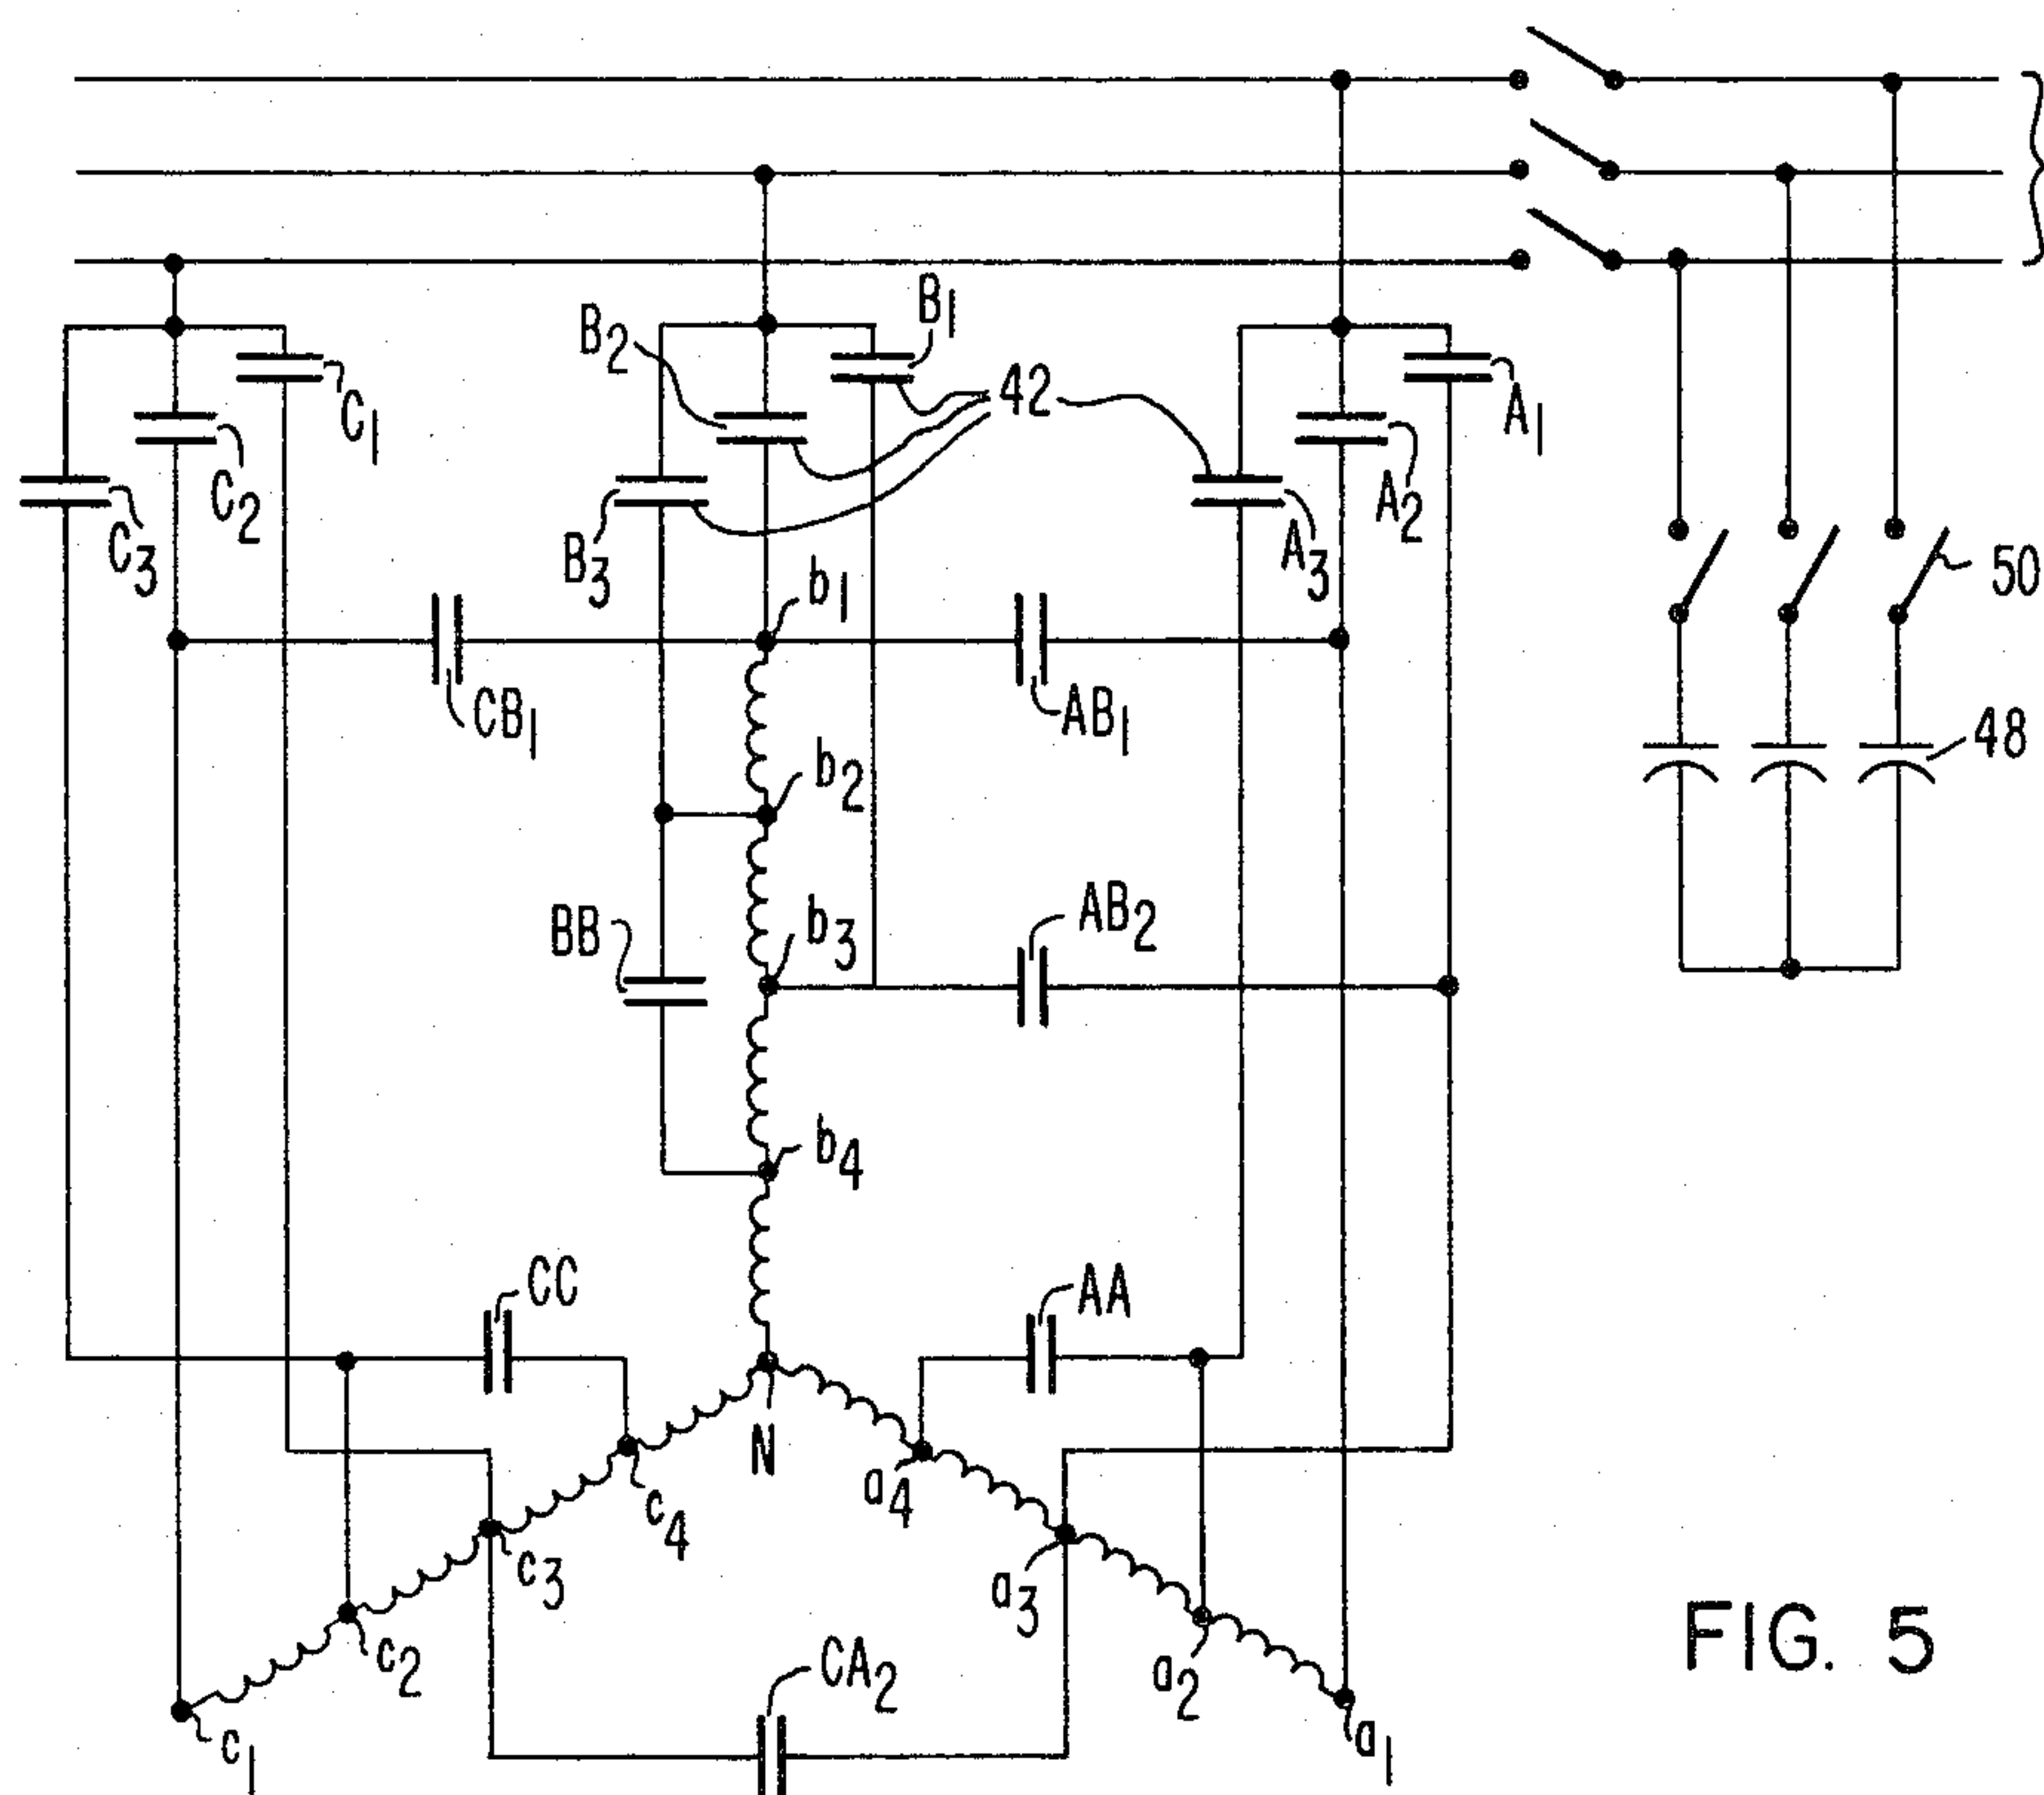 B₁
B₂
42
C₁
A₁
C₂
A₂
C₃
B₃
A₃
b₁
50
CB₁
AB₁
48
b₂
BB
b₃
AB₂
b₄
CC
AA
N
a₄
c₄
c₃
a₃
c₂
CA₂
a₂
c₁
a₁
FIG. 5